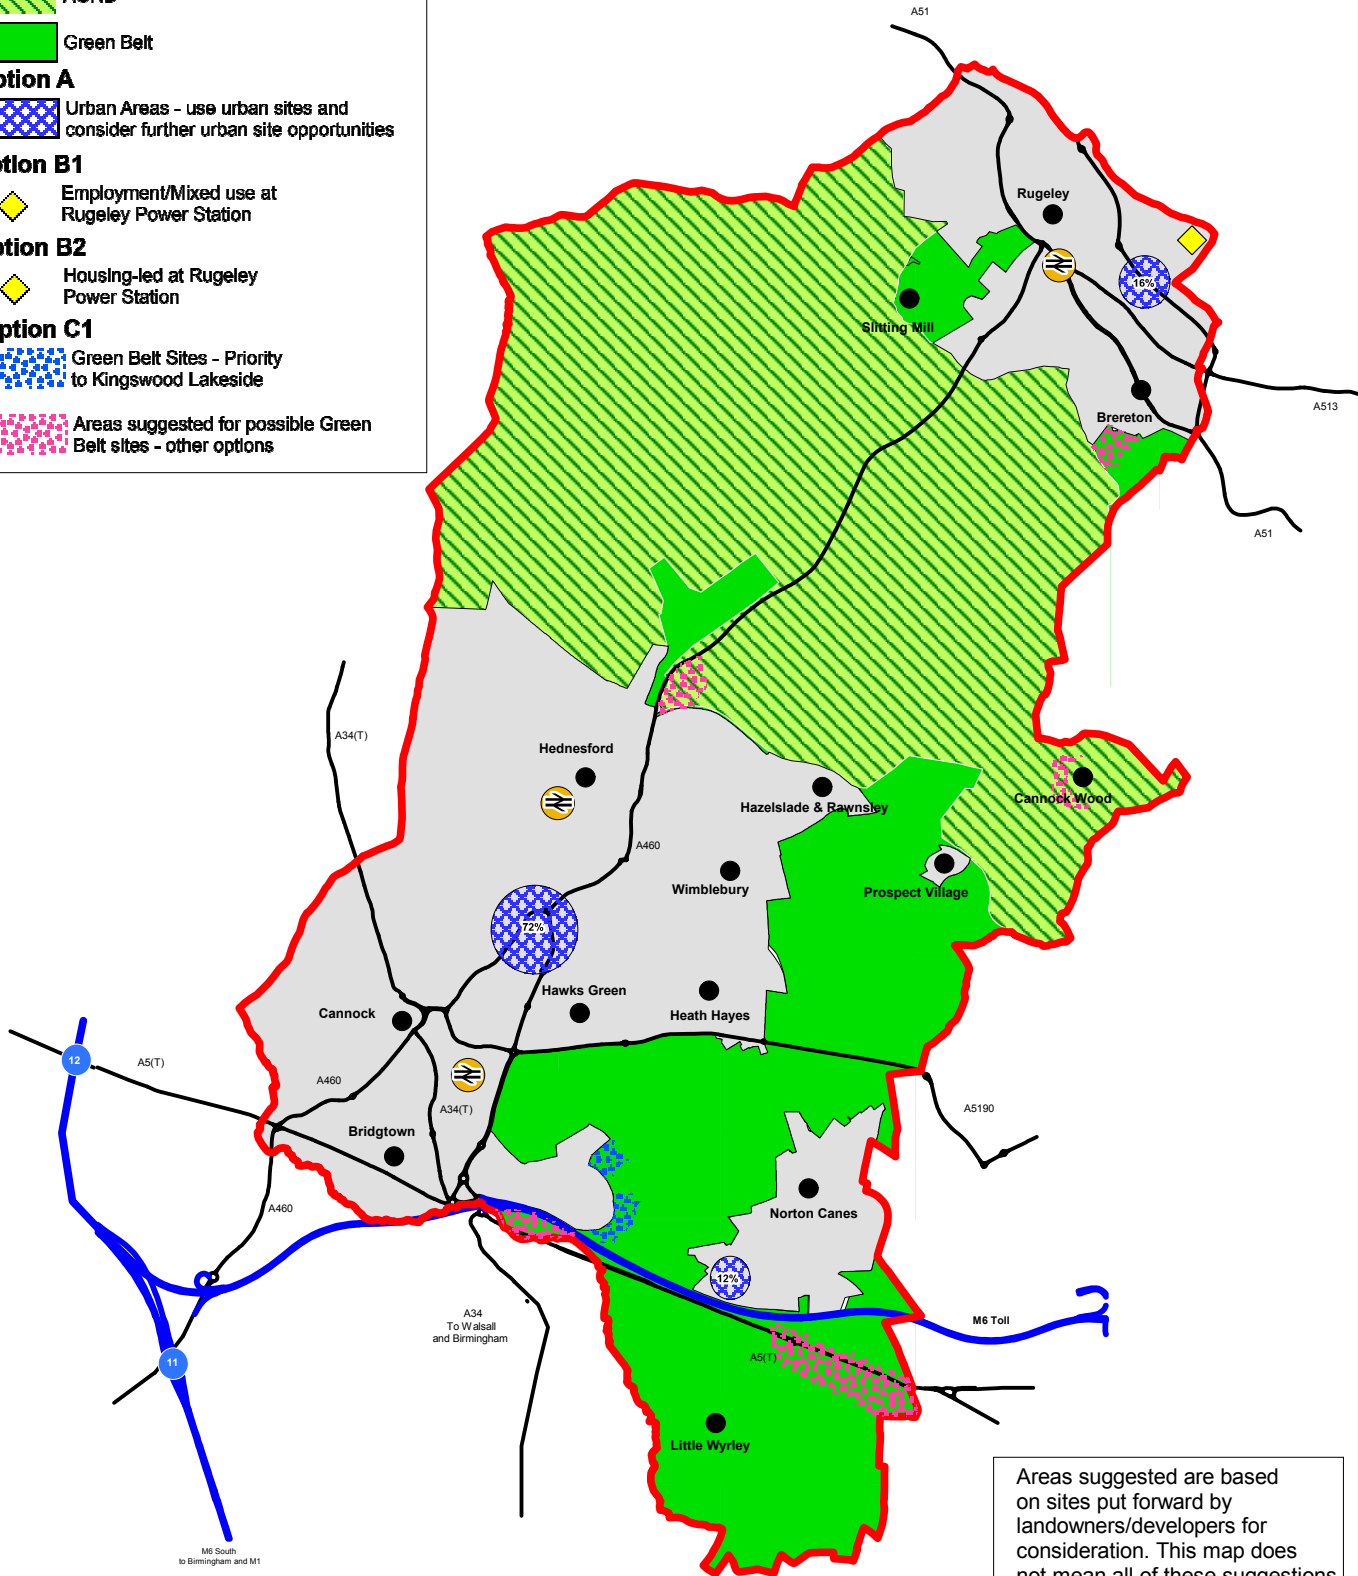 Green Belt
ption A
Urban Areas - use urban sites and
consider further urban site opportunities
ption B1
Employment/Mixed use at
Rugeley Power Station
ption B2
Housing-led at Rugeley
Power Station
ption C1
Green Belt Sites - Priority
to Kingswood Lakeside
Areas suggested for possible Green
Belt sites - other options
A51
Rugeley
16%
Slitting Mill
A513
Brereton
A51
A34(T)
Hednesford
Cannock Wood
Hazelslade & Rawnsley
A460
Wimblebury
Prospect Village
72%
Hawks Green
Heath Hayes
Cannock
12
A5(T)
A460
A34(T)
A5190
Bridgtown
Norton Canes
A460
12%
A34
To Walsall
and Birmingham
M6 Toll
A5(T)
11
Little Wyrley
M6 South
to Birmingham and M1
Areas suggested are based
on sites put forward by
landowners/developers for
consideration. This map does
not mean all of these suggestions